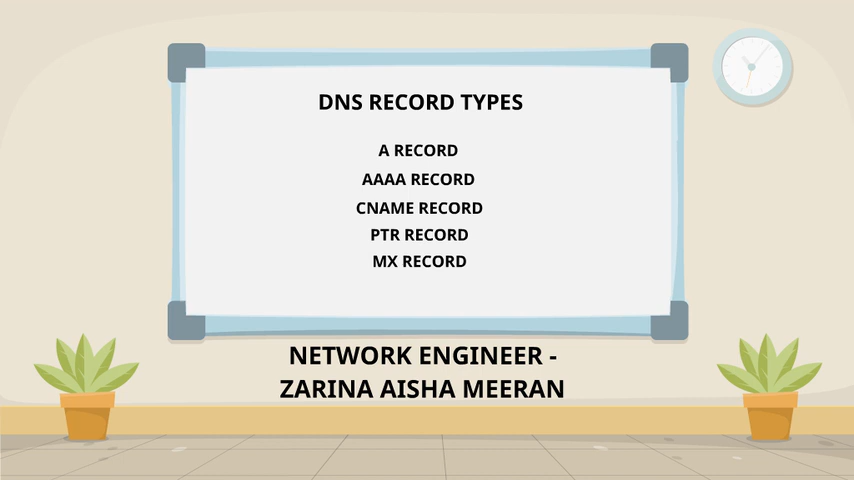 DNS RECORD TYPES
A RECORD
AAAA RECORD
CNAME RECORD
PTR RECORD
MX RECORD
NETWORK ENGINEER -
ZARINA AISHA MEERAN